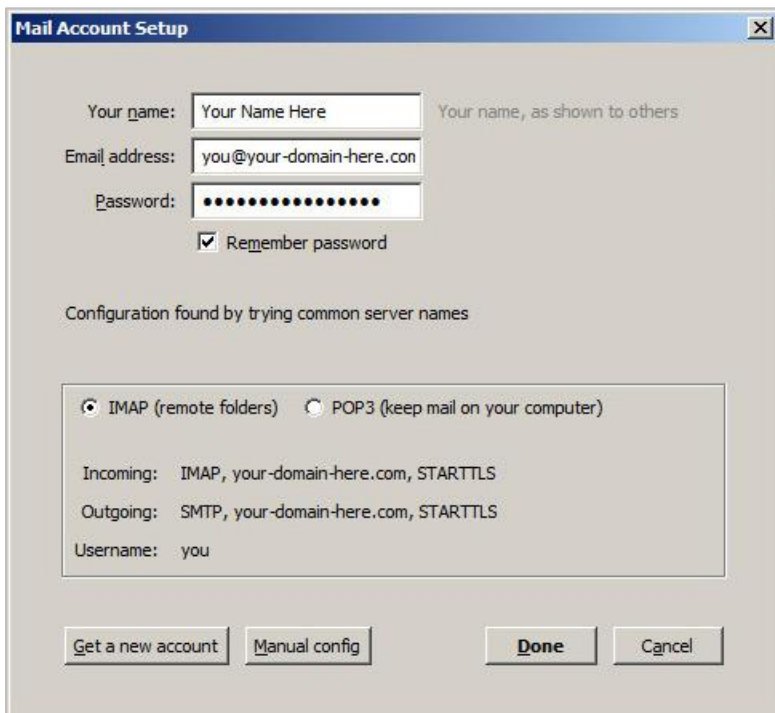 Mail Account Setup
Your name: Your Name Here Your name, as shown to others
Email address: you@your-domain-here.com
Password: ••••••••••••••••
Remember password
Configuration found by trying common server names
IMAP (remote folders) POP3 (keep mail on your computer)
Incoming: IMAP, your-domain-here.com, STARTTLS
Outgoing: SMTP, your-domain-here.com, STARTTLS
Username: you
Get a new account Manual config Done Cancel